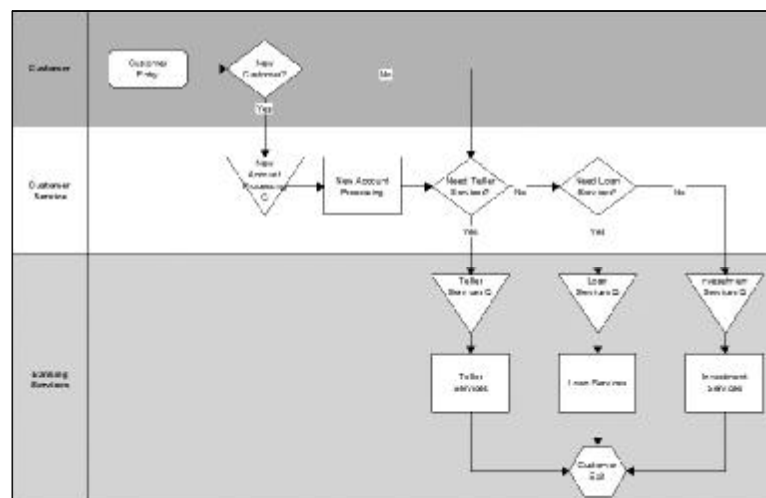 Customer
Customer
Entry
New
Customer?
No
Yes
Customer
Service
New
Account
Processing
Q
New Account
Processing
Need Teller
Services?
No
Need Loan
Services?
No
Yes
Yes
Banking
Services
Teller
Services Q
Loan
Services Q
Investment
Services Q
Teller
Services
Loan Services
Investment
Services
Customer
Exit